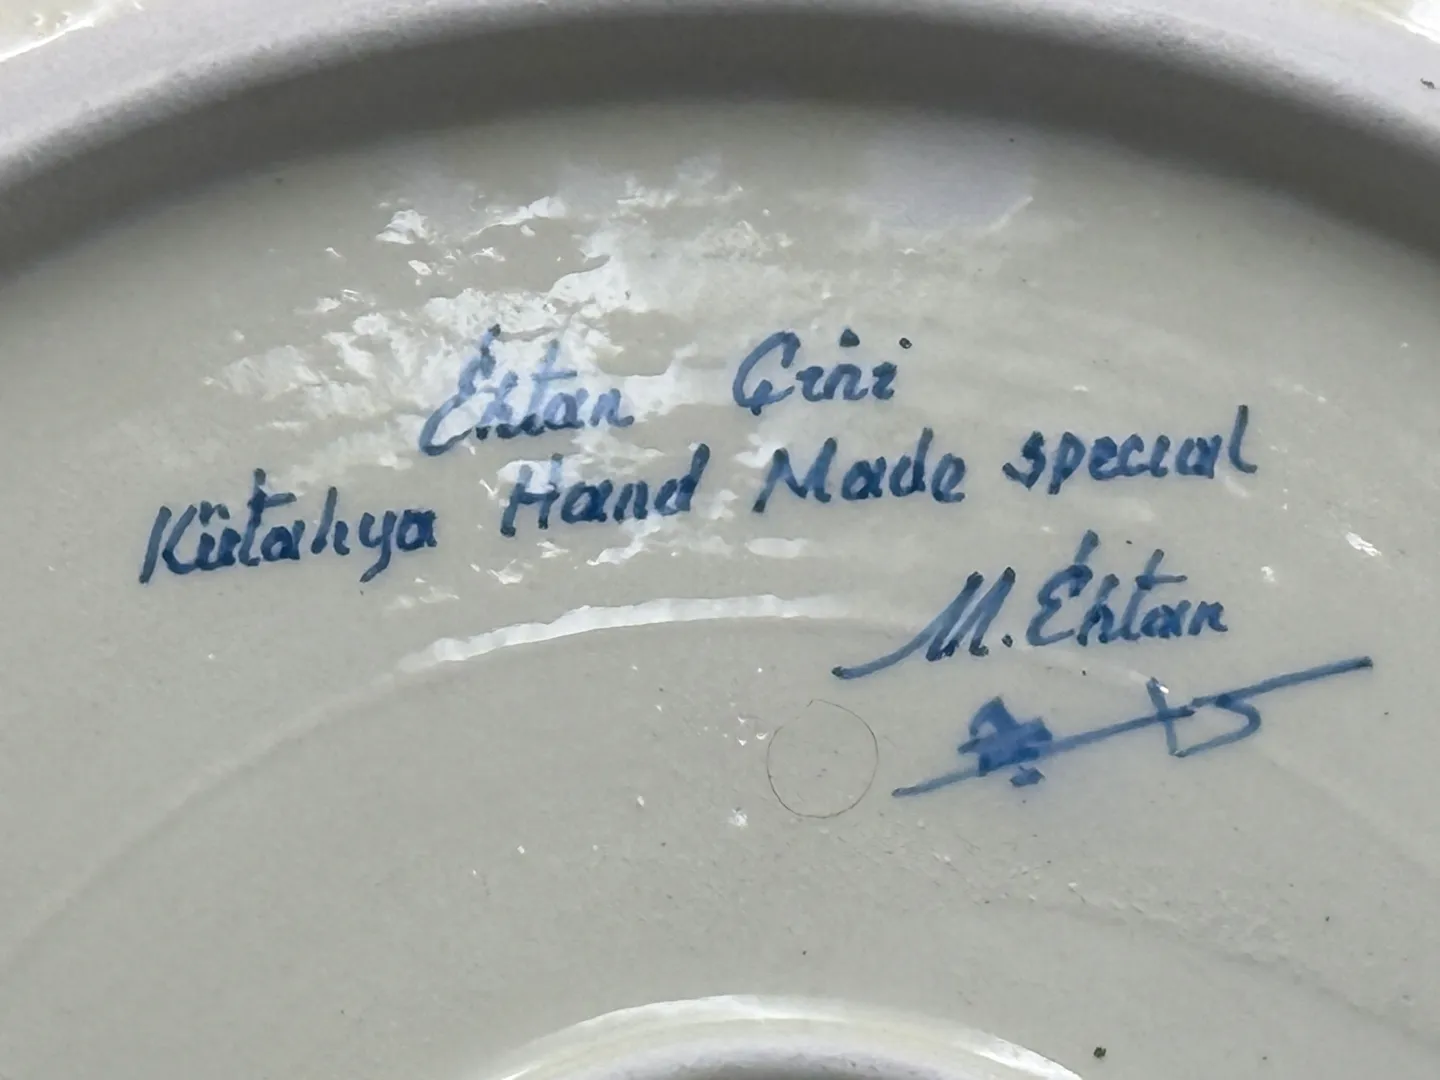 Ehtan Çini
Kütahya Hand Made special
M. Ehtan